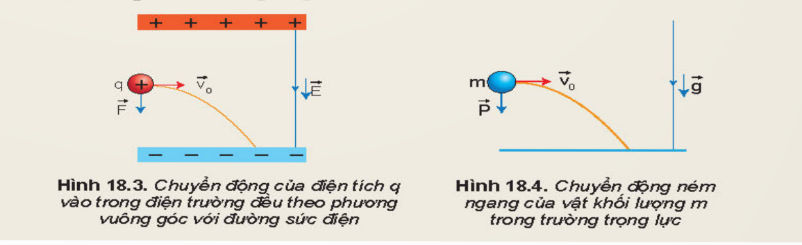 + + + + +
q + v₀
F
E
− − − − −
Hình 18.3. Chuyển động của điện tích q
vào trong điện trường đều theo phương
vuông góc với đường sức điện
m v₀
P
g
Hình 18.4. Chuyển động ném
ngang của vật khối lượng m
trong trường trọng lực